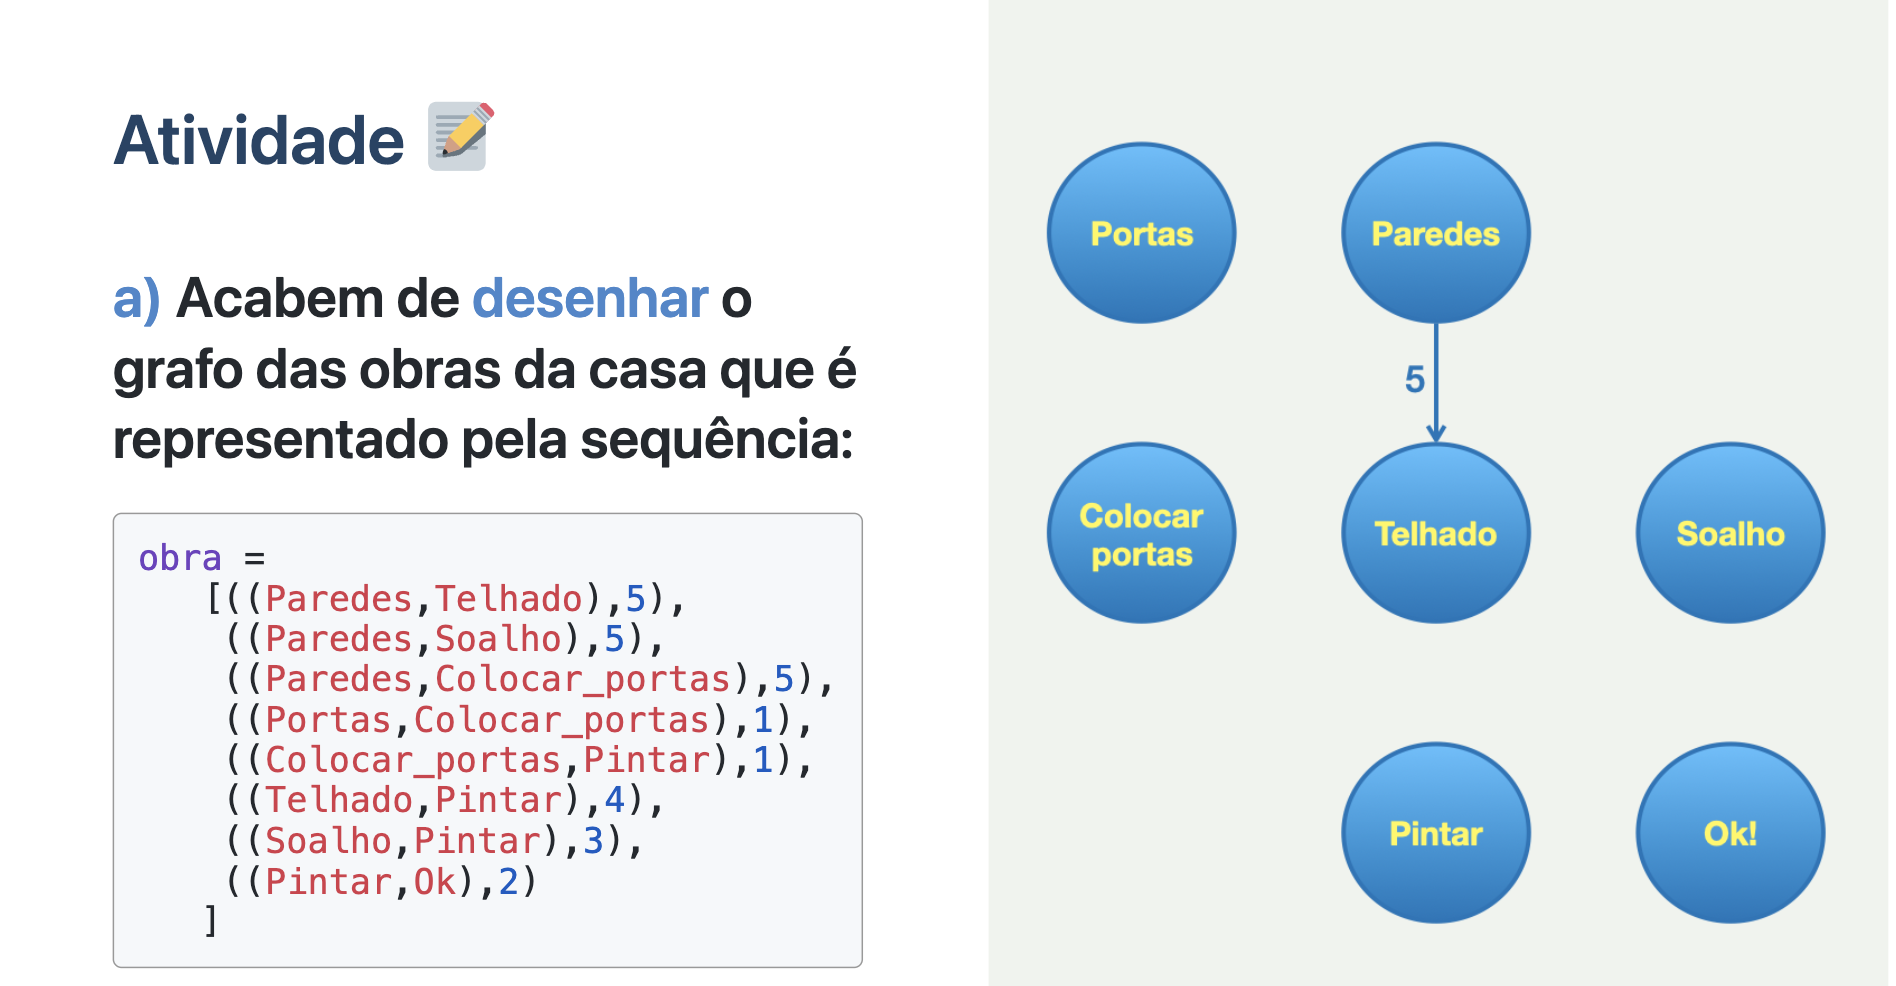 Atividade
a) Acabem de desenhar o
grafo das obras da casa que é
representado pela sequência:
obra =
[((Paredes,Telhado),5),
((Paredes,Soalho),5),
((Paredes,Colocar_portas),5),
((Portas,Colocar_portas),1),
((Colocar_portas,Pintar),1),
((Telhado,Pintar),4),
((Soalho,Pintar),3),
((Pintar,Ok),2)
]
Portas
Paredes
5
Colocar
portas
Telhado
Soalho
Pintar
Ok!